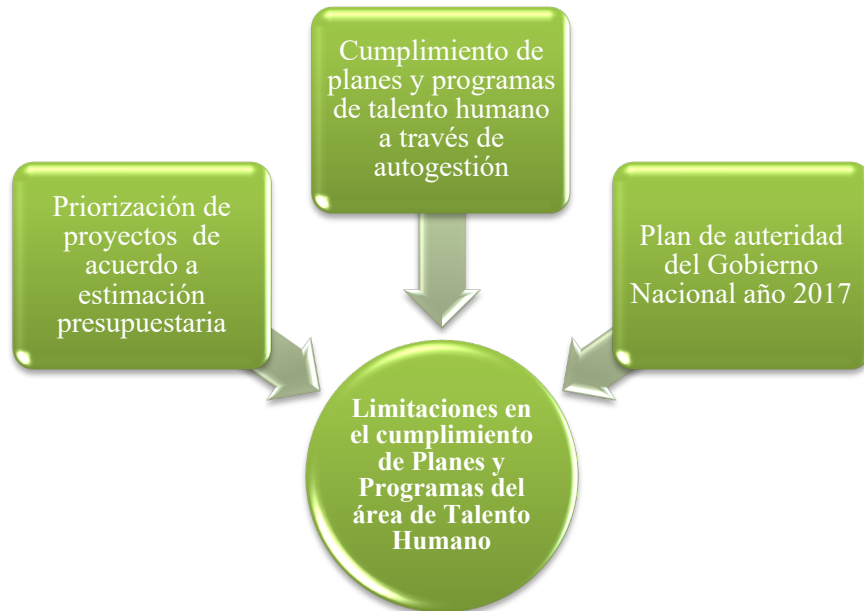 Cumplimiento de
planes y programas
de talento humano
a través de
autogestión
Priorización de
proyectos de
acuerdo a
estimación
presupuestaria
Plan de auteridad
del Gobierno
Nacional año 2017
Limitaciones en
el cumplimiento
de Planes y
Programas del
área de Talento
Humano